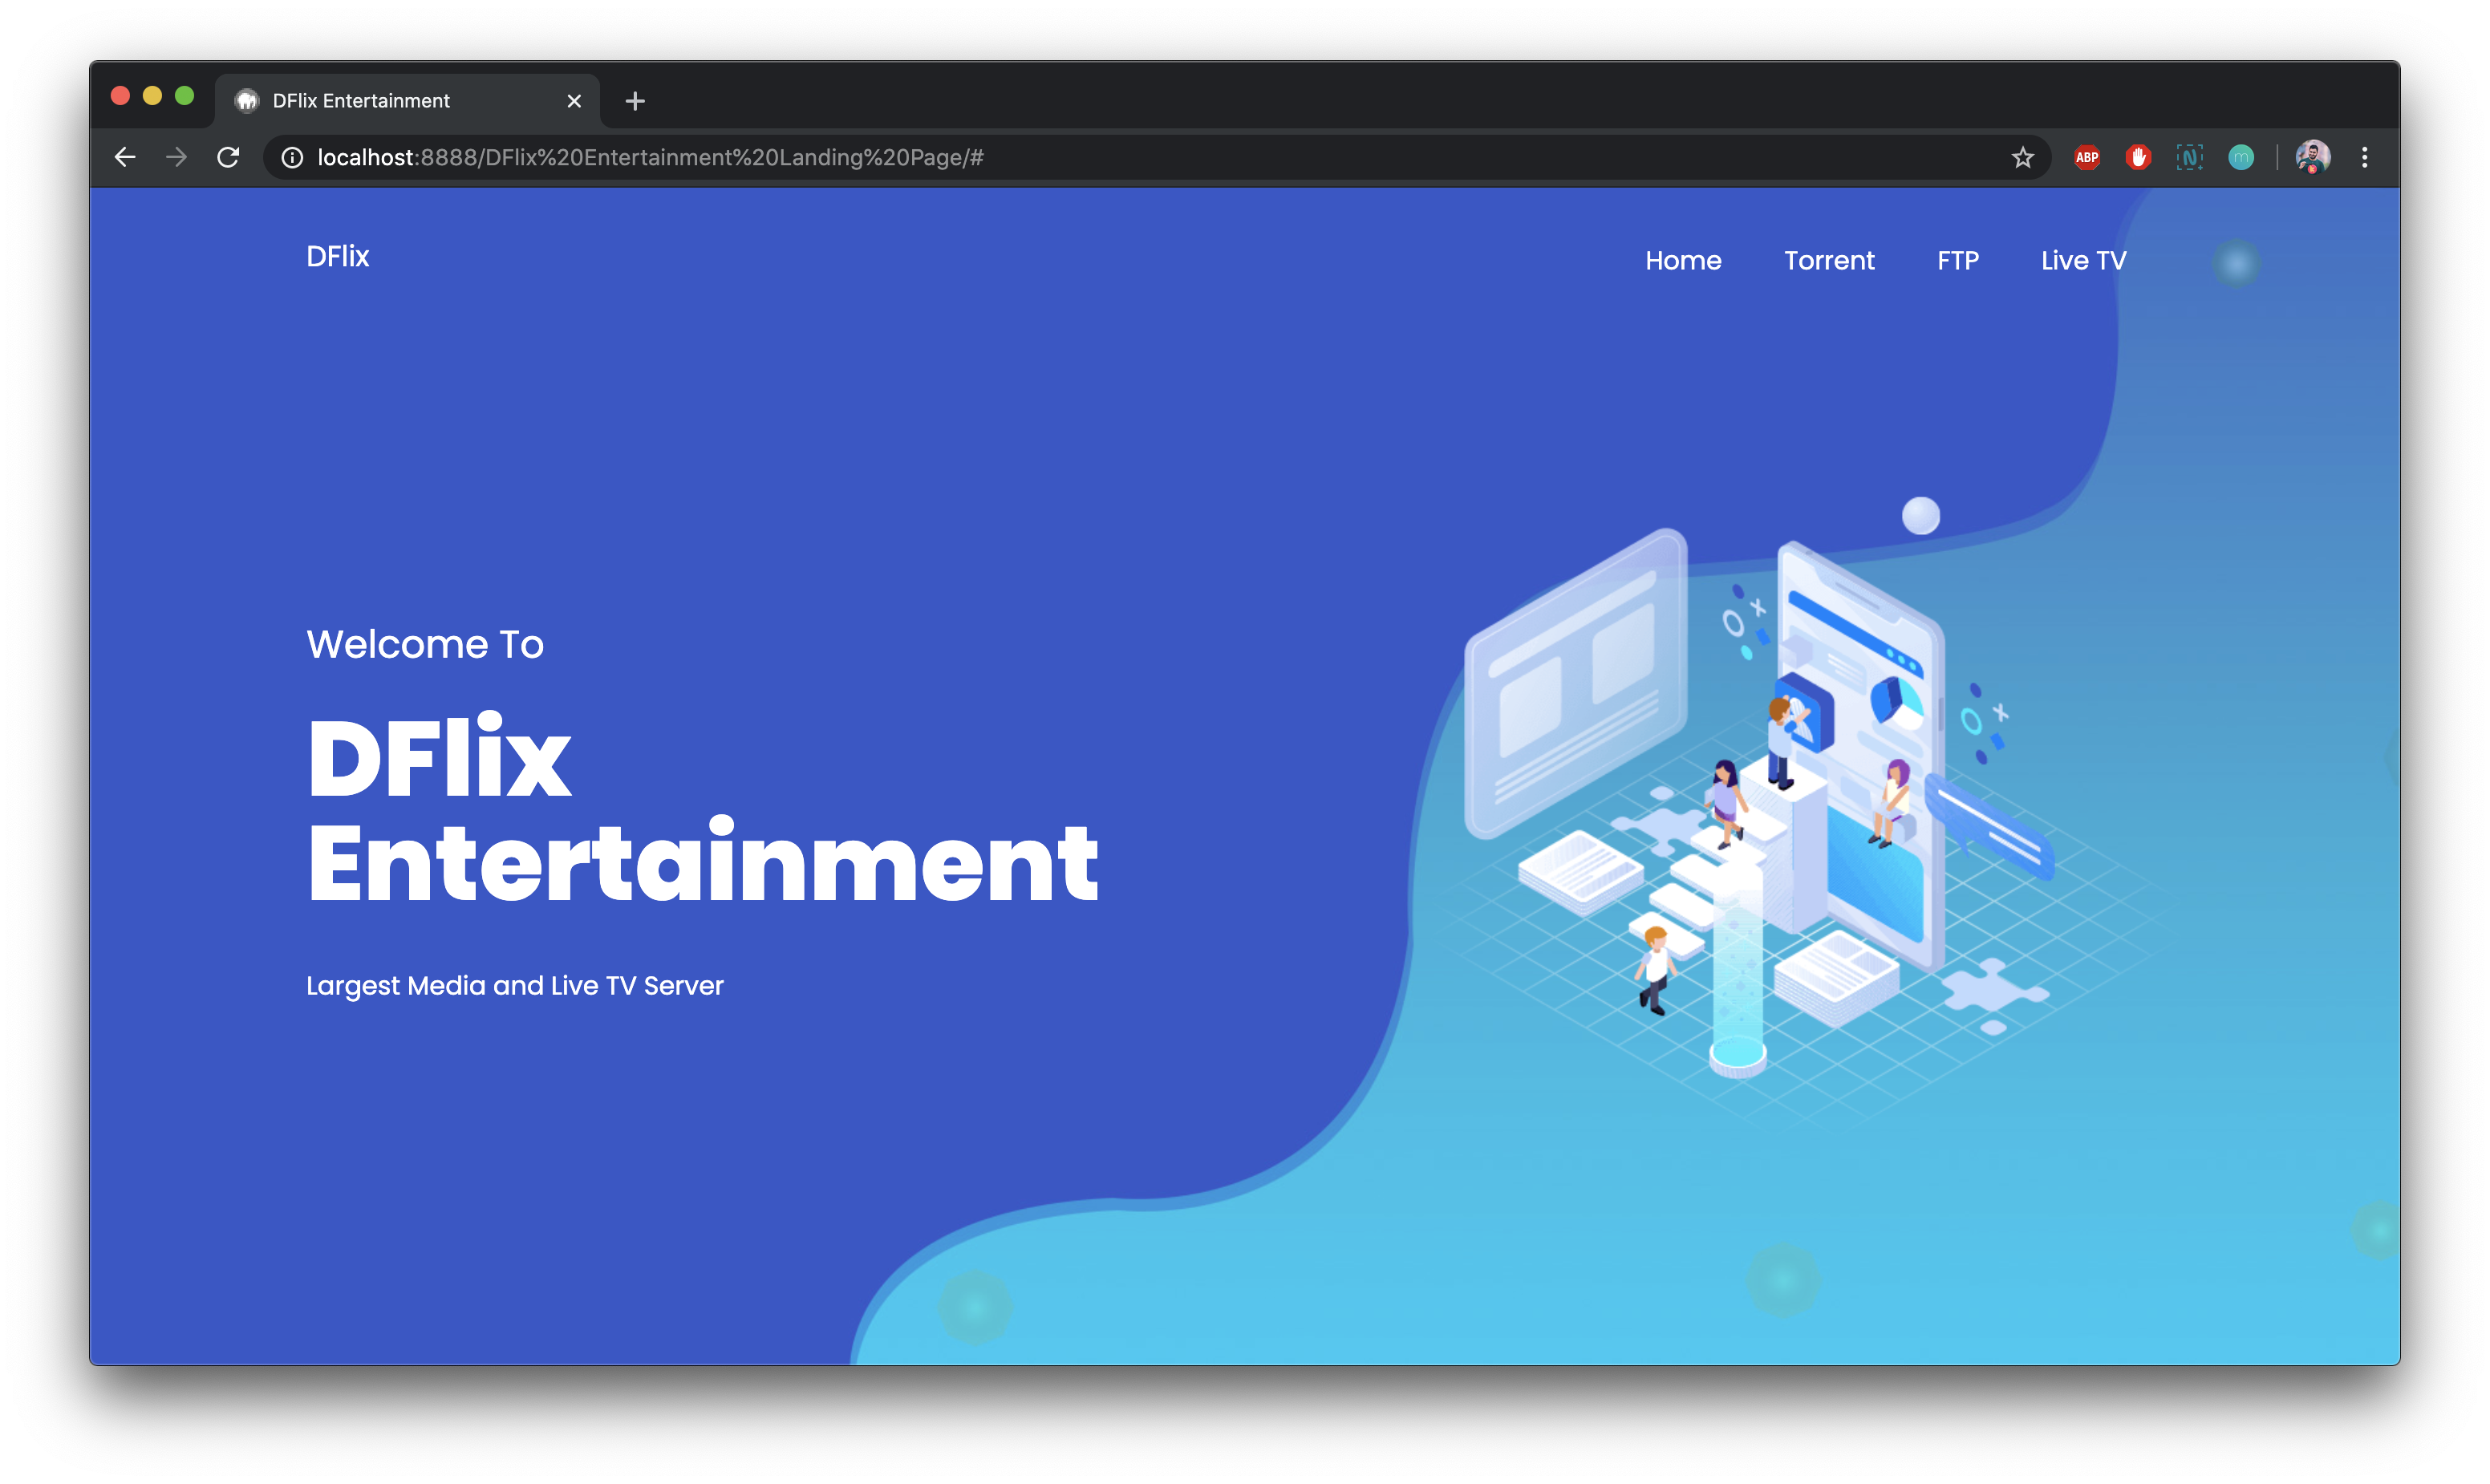 DFlix Entertainment
localhost:8888/DFlix%20Entertainment%20Landing%20Page/#
ABP
DFlix
Home Torrent FTP Live TV
Welcome To
DFlix
Entertainment
Largest Media and Live TV Server